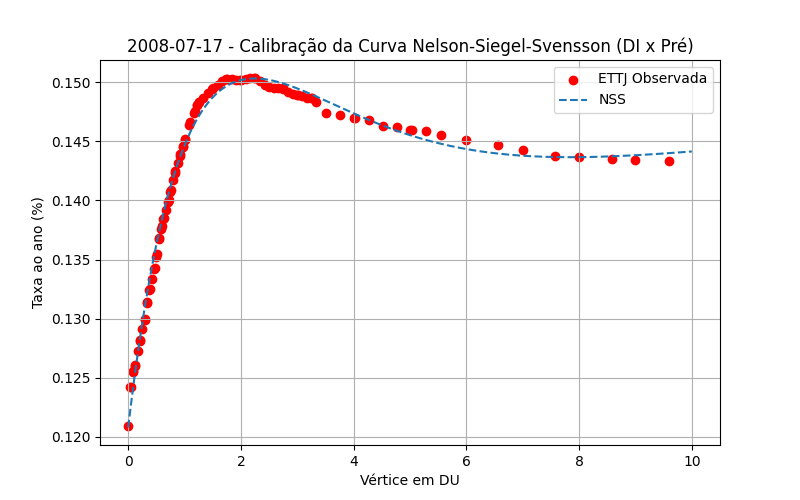 2008-07-17 - Calibração da Curva Nelson-Siegel-Svensson (DI x Pré)
ETTJ Observada
NSS
Taxa ao ano (%)
0.150
0.145
0.140
0.135
0.130
0.125
0.120
0 2 4 6 8 10
Vértice em DU